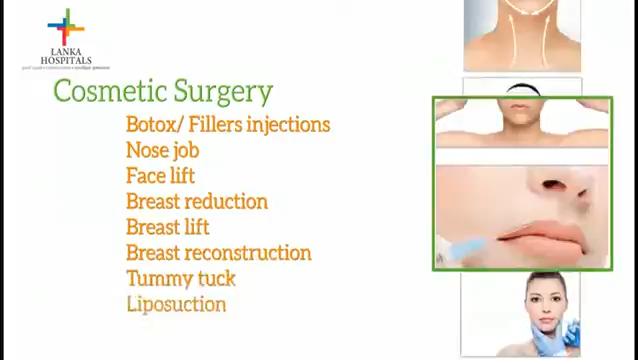 LANKA
HOSPITALS
Cosmetic Surgery
Botox/ Fillers injections
Nose job
Face lift
Breast reduction
Breast lift
Breast reconstruction
Tummy tuck
Liposuction